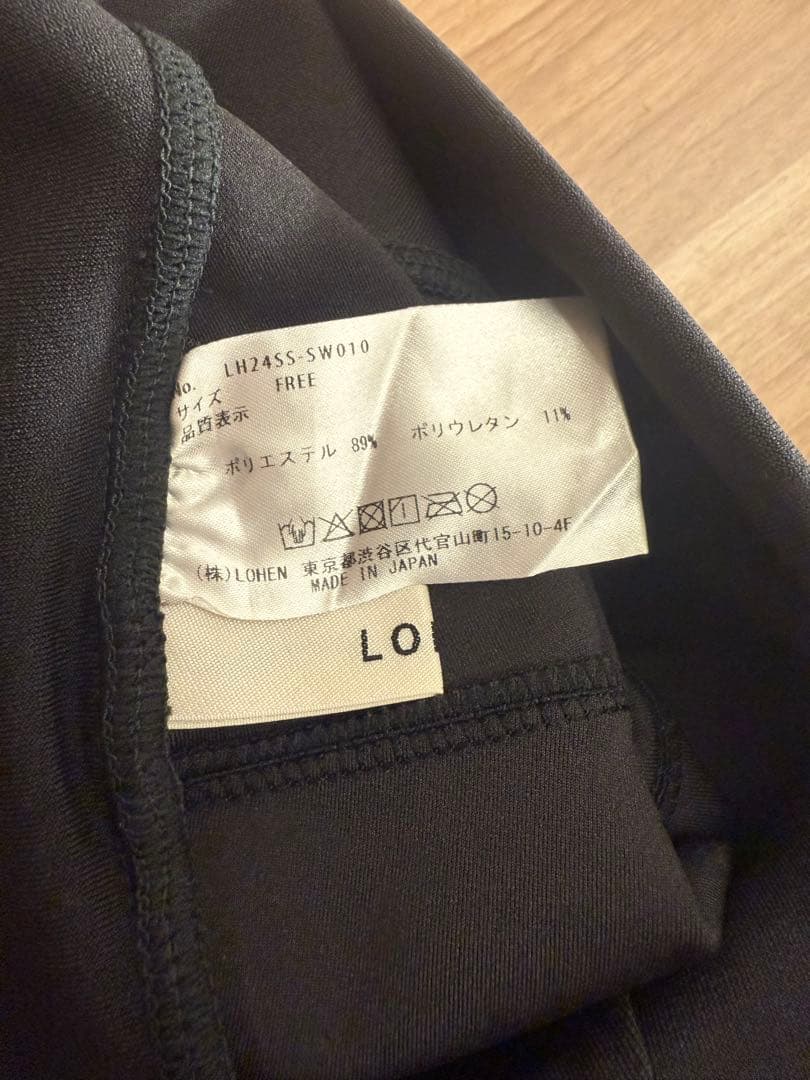 No. LH24SS-SW010
サイズ FREE
品質表示
ポリエステル 89% ポリウレタン 11%
(株)LOHEN 東京都渋谷区代官山町15-10-4F
MADE IN JAPAN
LO